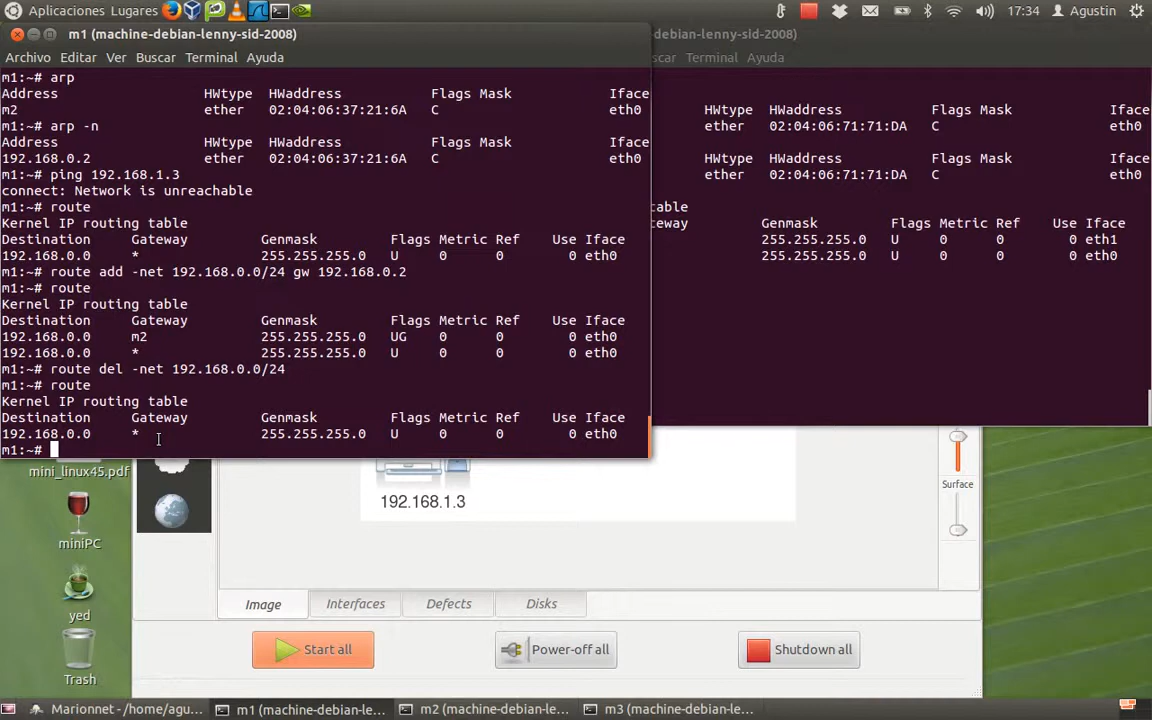 Aplicaciones Lugares
17:34
Agustin
m1 (machine-debian-lenny-sid-2008)
-debian-lenny-sid-2008)
Archivo Editar Ver Buscar Terminal Ayuda
scar Terminal Ayuda
m1:~# arp
Address HWtype HWaddress Flags Mask Iface
m2 ether 02:04:06:37:21:6A C eth0
m1:~# arp -n
Address HWtype HWaddress Flags Mask Iface
192.168.0.2 ether 02:04:06:37:21:6A C eth0
m1:~# ping 192.168.1.3
connect: Network is unreachable
m1:~# route
Kernel IP routing table
Destination Gateway Genmask Flags Metric Ref Use Iface
192.168.0.0 * 255.255.255.0 U 0 0 0 eth0
m1:~# route add -net 192.168.0.0/24 gw 192.168.0.2
m1:~# route
Kernel IP routing table
Destination Gateway Genmask Flags Metric Ref Use Iface
192.168.0.0 m2 255.255.255.0 UG 0 0 0 eth0
192.168.0.0 * 255.255.255.0 U 0 0 0 eth0
m1:~# route del -net 192.168.0.0/24
m1:~# route
Kernel IP routing table
Destination Gateway Genmask Flags Metric Ref Use Iface
192.168.0.0 * 255.255.255.0 U 0 0 0 eth0
m1:~#
HWtype HWaddress Flags Mask Iface
ether 02:04:06:71:71:DA C eth0
HWtype HWaddress Flags Mask Iface
ether 02:04:06:71:71:DA C eth0
table
teway Genmask Flags Metric Ref Use Iface
255.255.255.0 U 0 0 0 eth1
255.255.255.0 U 0 0 0 eth0
mini_linux45.pdf
miniPC
yed
Trash
192.168.1.3
Surface
Image Interfaces Defects Disks
Start all
Power-off all
Shutdown all
Marionnet - /home/agu...
m1 (machine-debian-le...
m2 (machine-debian-le...
m3 (machine-debian-le...